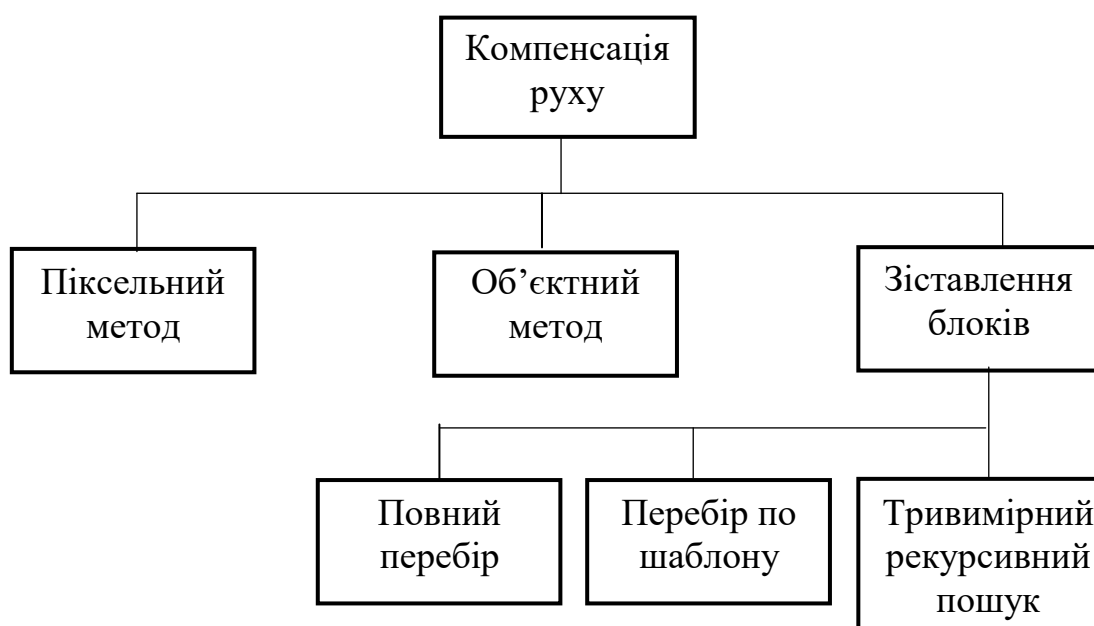 Компенсація
руху
Піксельний
метод
Об’єктний
метод
Зіставлення
блоків
Повний
перебір
Перебір по
шаблону
Тривимірний
рекурсивний
пошук